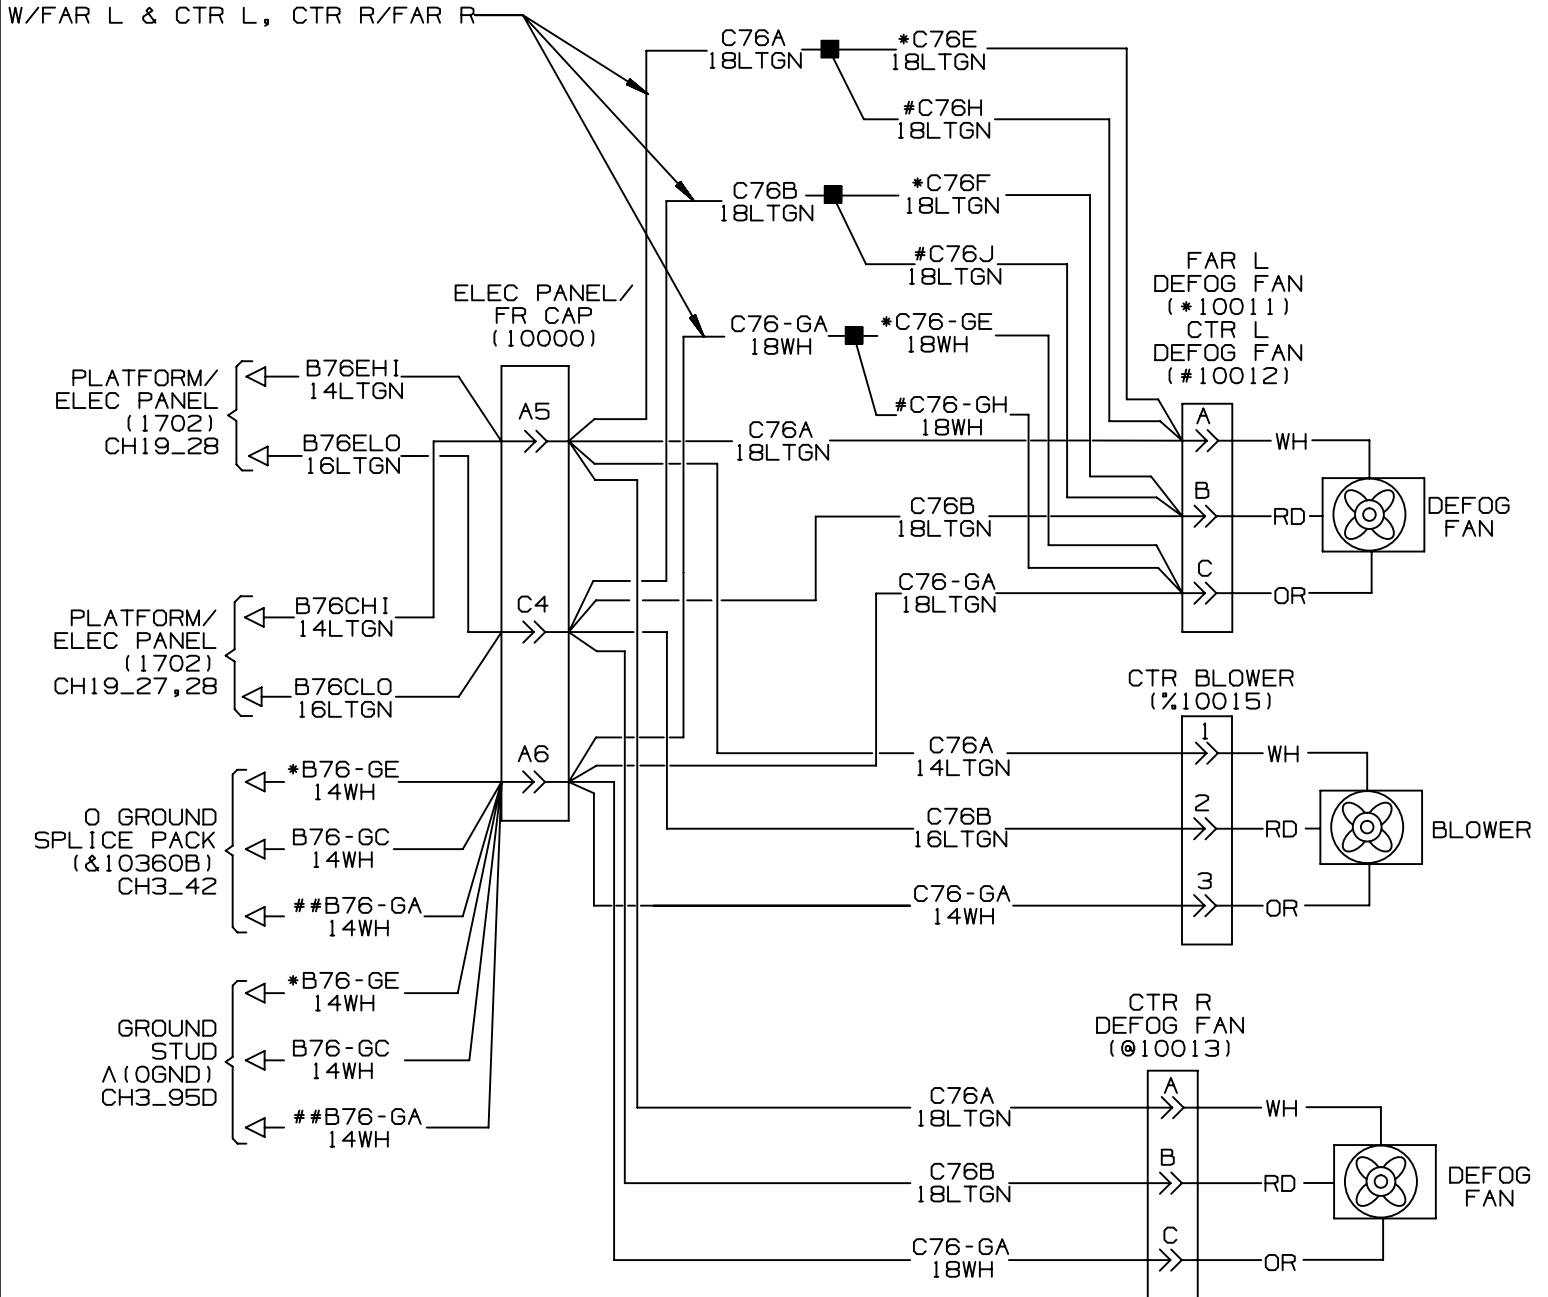 W/FAR L & CTR L, CTR R/FAR R
C76A
18LTGN
*C76E
18LTGN
#C76H
18LTGN
C76B
18LTGN
*C76F
18LTGN
#C76J
18LTGN
C76-GA
18WH
*C76-GE
18WH
#C76-GH
18WH
ELEC PANEL/
FR CAP
(10000)
FAR L
DEFOG FAN
(*10011)
CTR L
DEFOG FAN
(#10012)
PLATFORM/
ELEC PANEL
(1702)
CH19_28
B76EHI
14LTGN
B76ELO
16LTGN
A5
C76A
18LTGN
A
WH
C76B
18LTGN
B
RD
DEFOG
FAN
C76-GA
18LTGN
C
OR
PLATFORM/
ELEC PANEL
(1702)
CH19_27,28
B76CHI
14LTGN
B76CLO
16LTGN
C4
CTR BLOWER
(%10015)
A6
C76A
14LTGN
1
WH
C76B
16LTGN
2
RD
BLOWER
C76-GA
14WH
3
OR
O GROUND
SPLICE PACK
(&10360B)
CH3_42
*B76-GE
14WH
B76-GC
14WH
##B76-GA
14WH
GROUND
STUD
Λ(OGND)
CH3_95D
*B76-GE
14WH
B76-GC
14WH
##B76-GA
14WH
CTR R
DEFOG FAN
(@10013)
C76A
18LTGN
A
WH
C76B
18LTGN
B
RD
DEFOG
FAN
C76-GA
18WH
C
OR